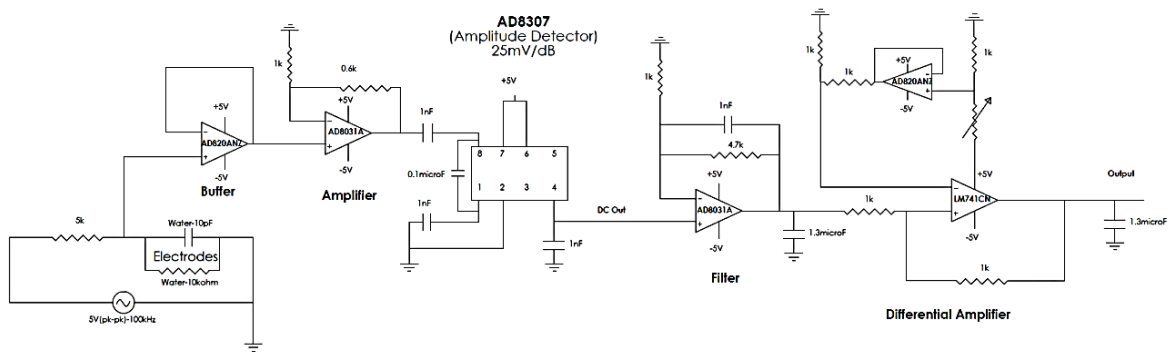 AD8307
(Amplitude Detector)
25mV/dB
1k
0.6k
+5V
AD820ANZ
-5V
Buffer
+5V
AD8031A
-5V
Amplifier
1nF
0.1microF
1nF
+5V
8
7
6
5
1
2
3
4
DC Out
1nF
5k
Water-10pF
Electrodes
Water-10kohm
5V(pk-pk)-100kHz
1k
1nF
4.7k
+5V
AD8031A
-5V
Filter
1.3microF
1k
1k
1k
+5V
AD820ANZ
-5V
1k
+5V
LM741CN
-5V
1k
Differential Amplifier
Output
1.3microF